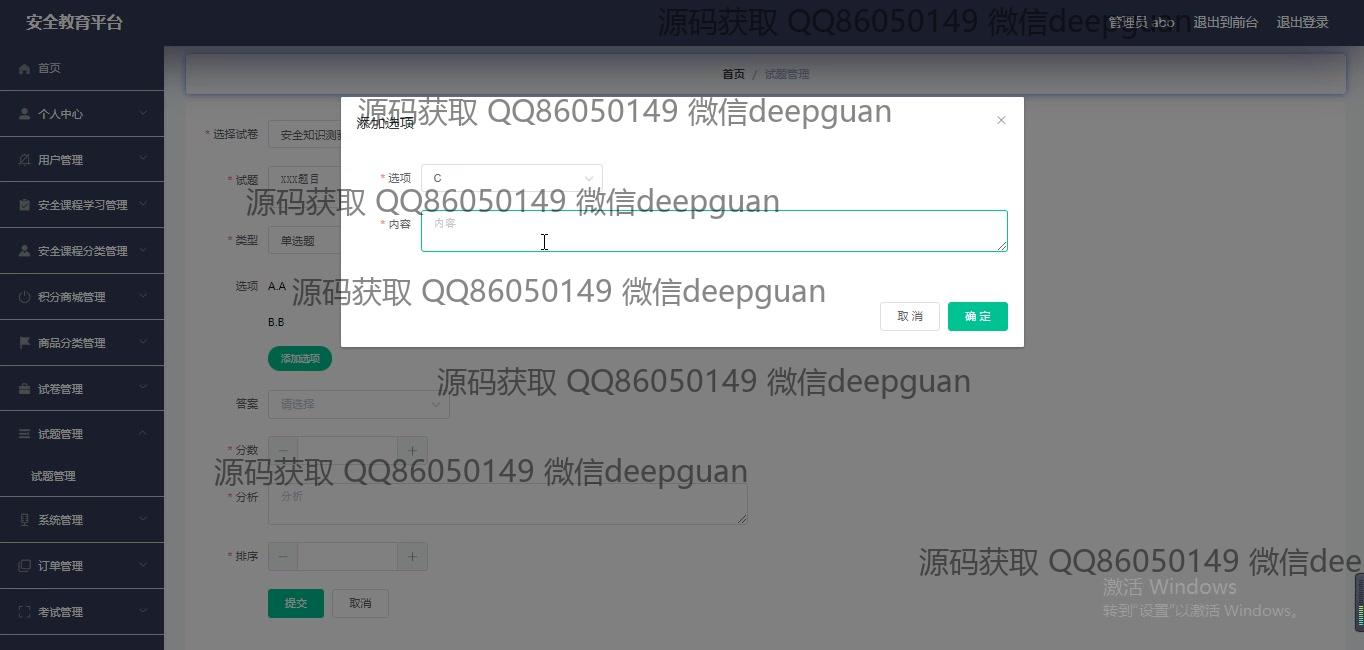 安全教育平台
源码获取 QQ86050149 微信deepguan
管理员 abo
退出到前台
退出登录
首页
个人中心
用户管理
安全课程学习管理
安全课程分类管理
积分商城管理
商品分类管理
试卷管理
试题管理
试题管理
系统管理
订单管理
考试管理
首页 / 试题管理
源码获取 QQ86050149 微信deepguan
添加选项
* 选择试卷
安全知识测
* 试题
XXX题目
* 选项
C
源码获取 QQ86050149 微信deepguan
* 内容
内容
* 类型
单选题
选项
A.A
源码获取 QQ86050149 微信deepguan
B.B
取消
确定
添加选项
源码获取 QQ86050149 微信deepguan
答案
请选择
* 分数
源码获取 QQ86050149 微信deepguan
* 分析
分析
* 排序
源码获取 QQ86050149 微信dee
提交
取消
激活 Windows
转到"设置"以激活 Windows。